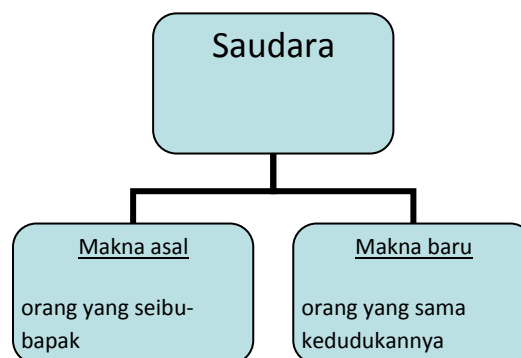 Saudara
Makna asal
orang yang seibu-
bapak
Makna baru
orang yang sama
kedudukannya